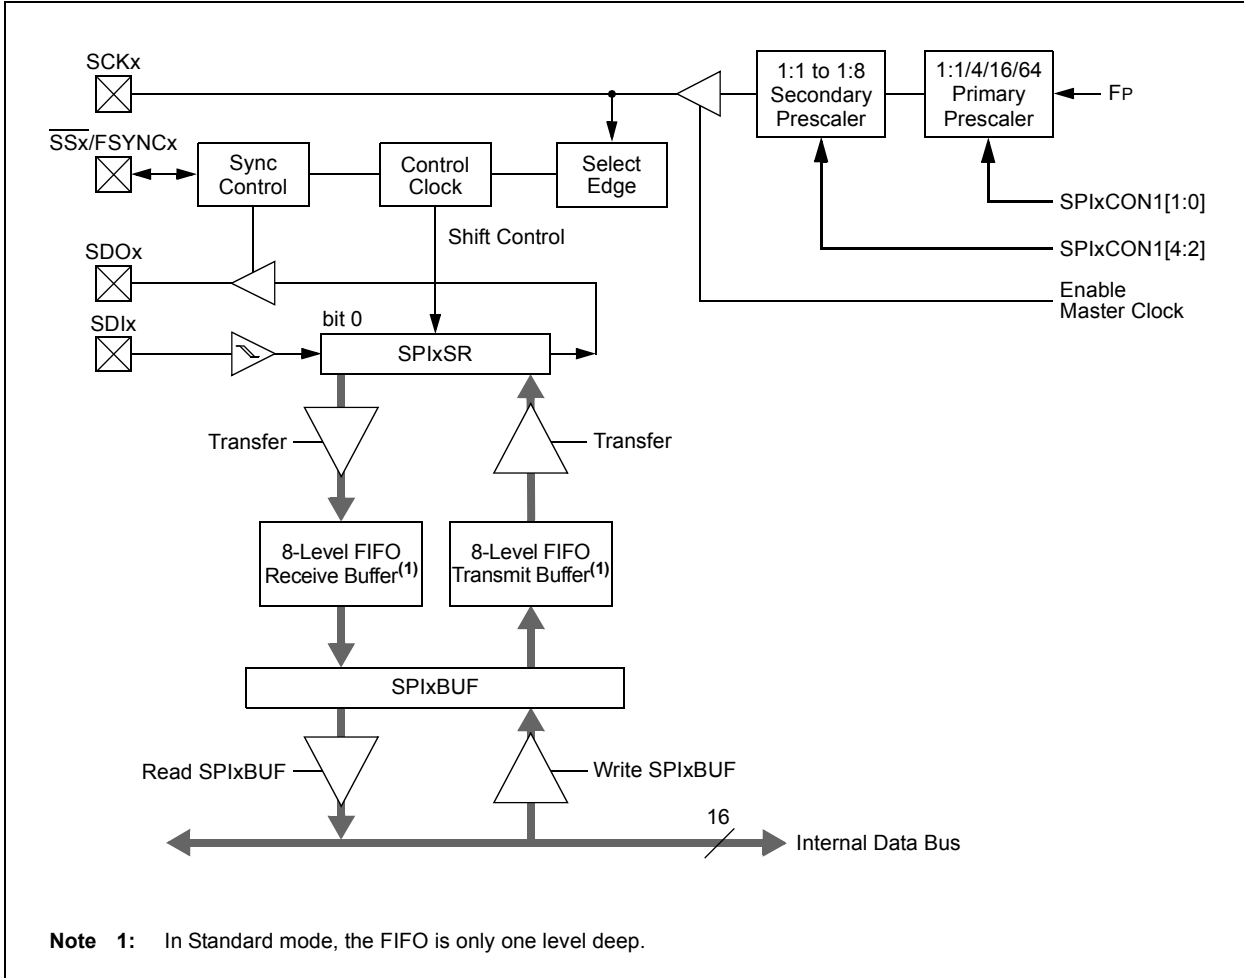 SCKx
1:1 to 1:8
Secondary
Prescaler
1:1/4/16/64
Primary
Prescaler
FP
SSx/FSYNCx
Sync
Control
Control
Clock
Select
Edge
SPIxCON1[1:0]
Shift Control
SPIxCON1[4:2]
SDOx
Enable
Master Clock
SDIx
bit 0
SPIxSR
Transfer
Transfer
8-Level FIFO
Receive Buffer(1)
8-Level FIFO
Transmit Buffer(1)
SPIxBUF
Read SPIxBUF
Write SPIxBUF
16
Internal Data Bus
Note 1: In Standard mode, the FIFO is only one level deep.